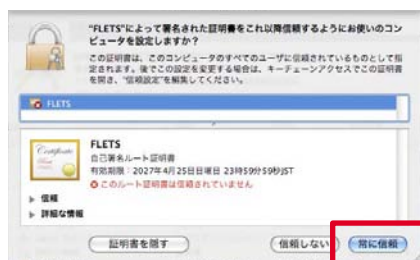 "FLETS"によって署名された証明書をこれ以降信頼するようにお使いのコン
ピュータを設定しますか？
この証明書は、このコンピュータのすべてのユーザに信頼されているものとして指
定されます。後でこの設定を変更する場合は、キーチェーンアクセスでこの証明書
を開き、"信頼設定"を編集してください。
FLETS
Certificate
FLETS
自己署名ルート証明書
有効期限：2027年4月25日日曜日 23時59分59秒JST
このルート証明書は信頼されていません
信頼
詳細な情報
証明書を隠す
信頼しない
常に信頼